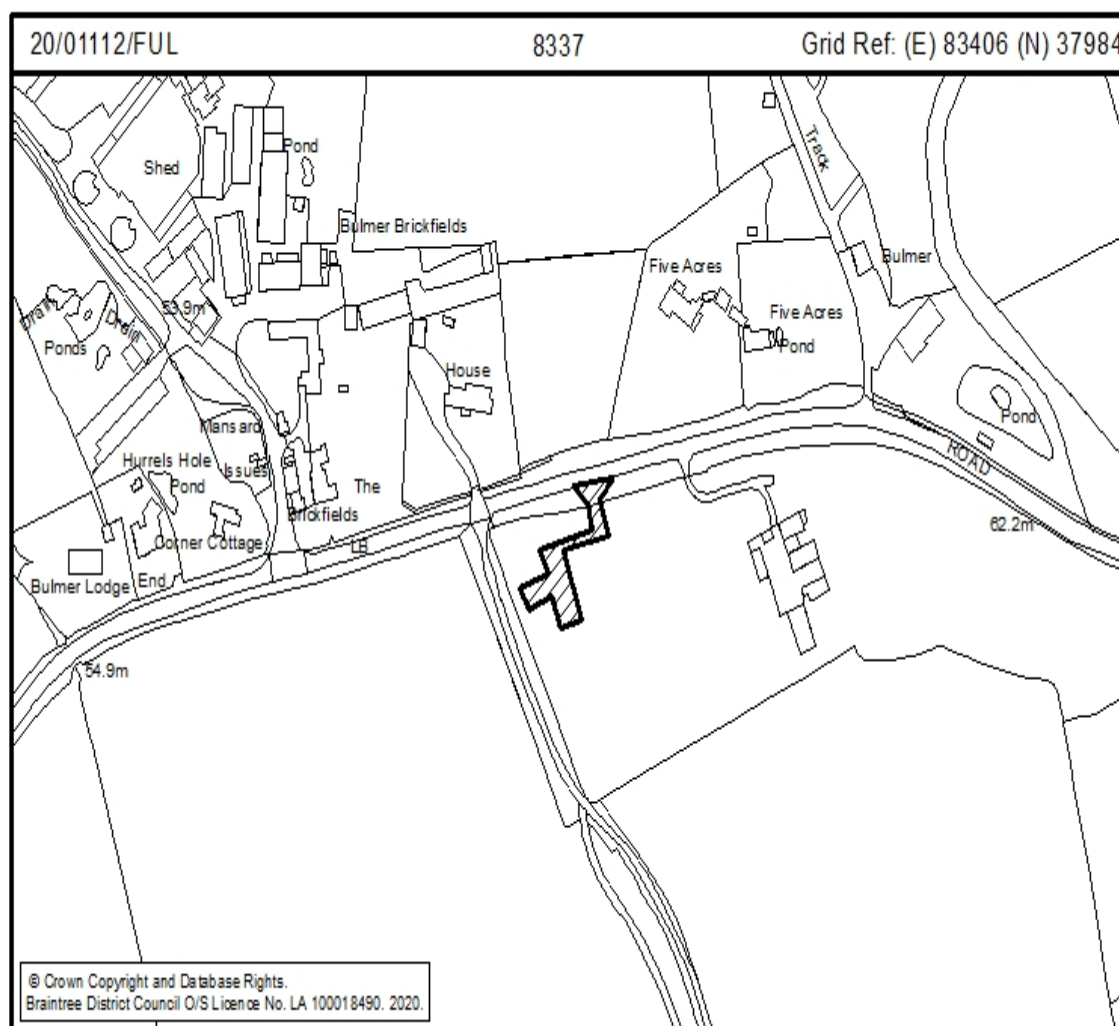 20/01112/FUL 8337 Grid Ref: (E) 83406 (N) 37984
Shed
Pond
Track
Bulmer Brickfields
Bulmer
Five Acres
Five Acres
Pond
53.9m
Drain
Drain
Ponds
House
Mansard
Pond
ROAD
62.2m
Hurrels Hole
Issues
Pond
The
Brickfields
LB
Corner Cottage
Bulmer Lodge
End
54.9m
© Crown Copyright and Database Rights.
Braintree District Council O/S Licence No. LA 100018490. 2020.